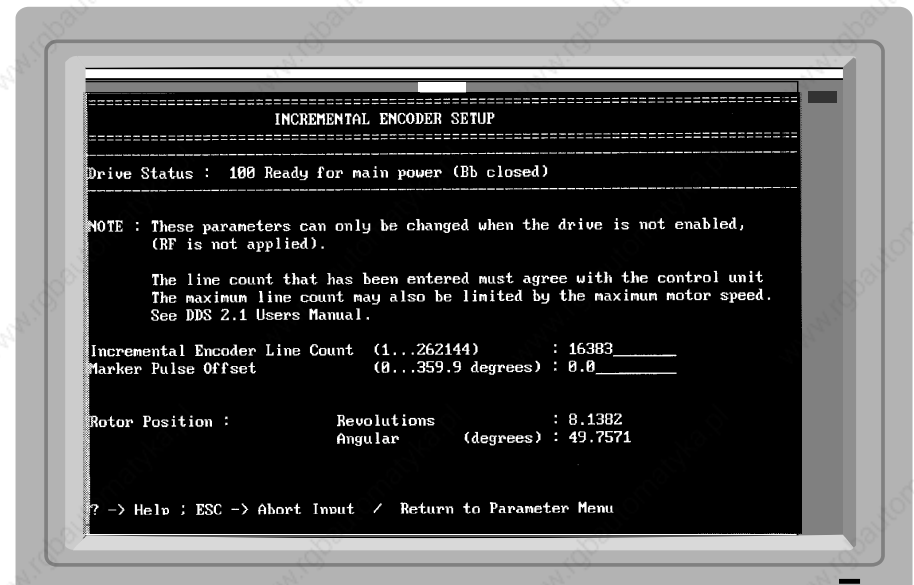 INCREMENTAL ENCODER SETUP
Drive Status : 100 Ready for main power (Bb closed)
NOTE : These parameters can only be changed when the drive is not enabled,
(RF is not applied).
The line count that has been entered must agree with the control unit
The maximum line count may also be limited by the maximum motor speed.
See DDS 2.1 Users Manual.
Incremental Encoder Line Count (1...262144) : 16383
Marker Pulse Offset (0...359.9 degrees) : 0.0
Rotor Position : Revolutions : 8.1382
Angular (degrees) : 49.7571
? -> Help ; ESC -> Abort Input / Return to Parameter Menu